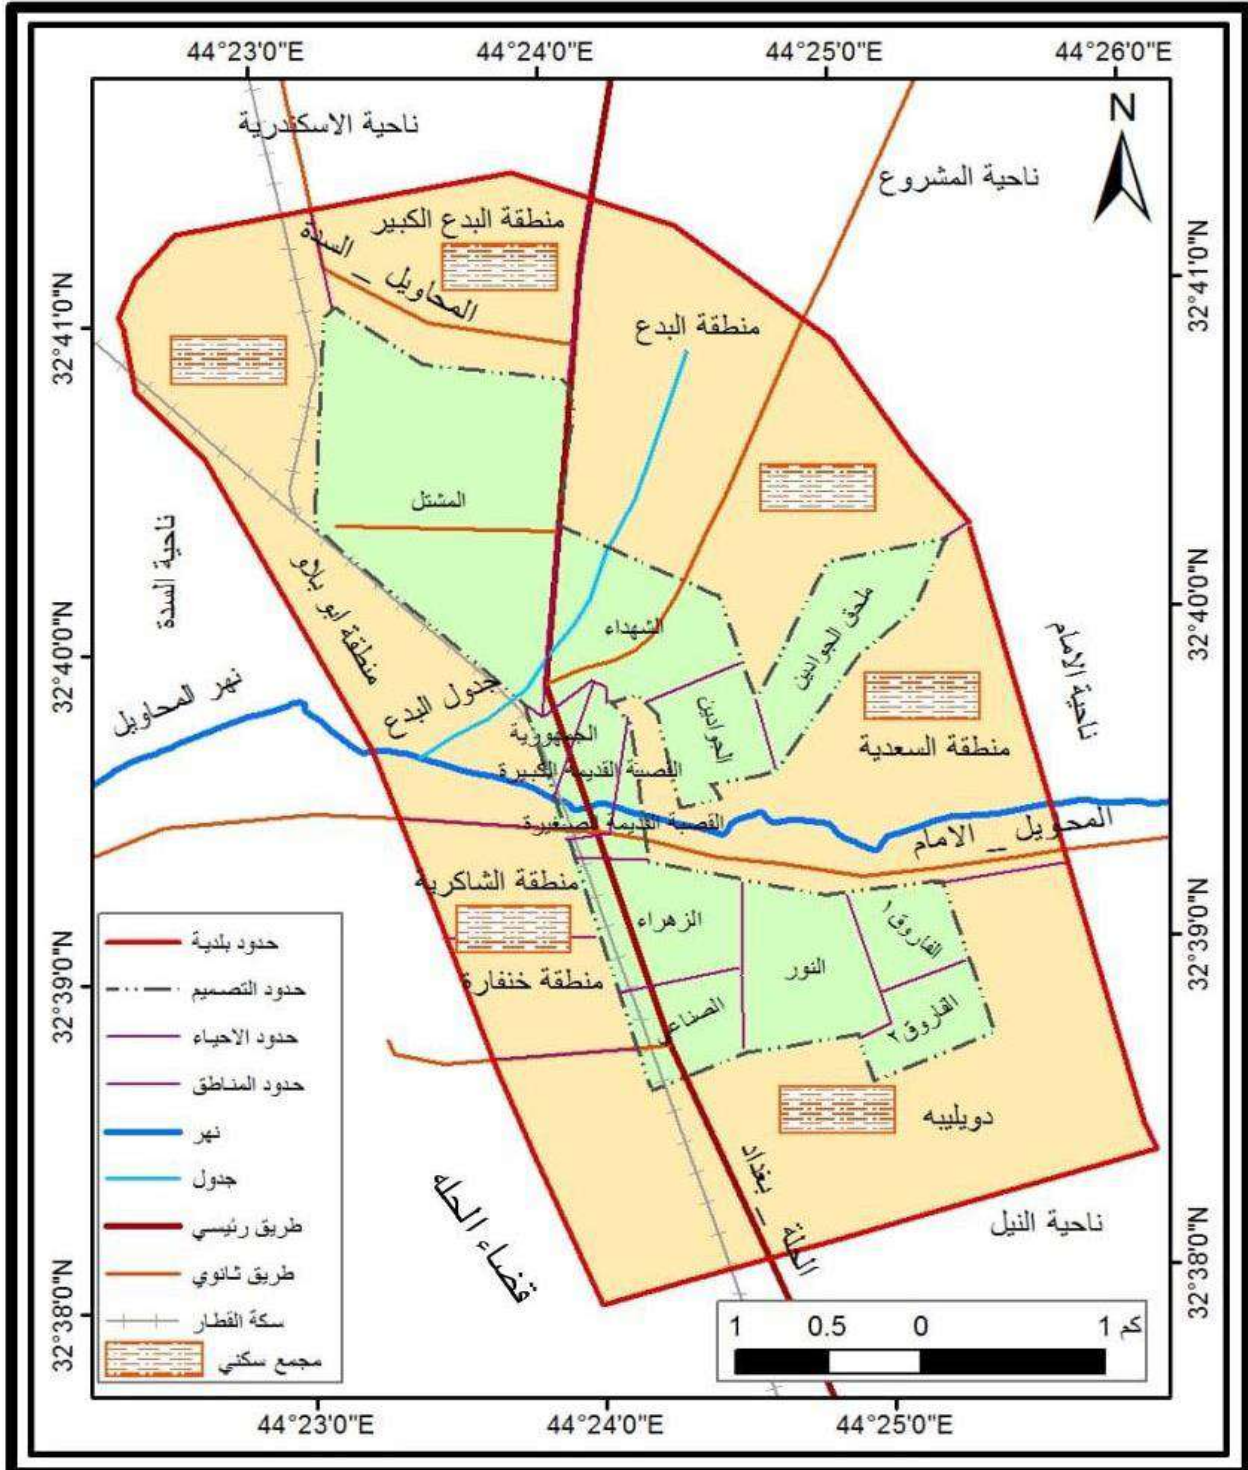 44°23'0"E 44°24'0"E 44°25'0"E 44°26'0"E
N
ناحية الاسكندرية
ناحية المشروع
منطقة البدع الكبير
المحاويل _ السدة
32°41'0"N
32°41'0"N
منطقة البدع
المشتل
ناحية السدة
منطقة ابو بلاو
32°40'0"N
32°40'0"N
ملحق الجوادين
الشهداء
ناحية الامام
نهر المحاويل
جدول البدع
الجوادين
الجمهورية
منطقة السعدية
القصبة القديمة الكبيرة
القصبة القديمة الصغيرة
المحويل _ الامام
منطقة الشاكرية
الزهراء
الفاروق١
32°39'0"N
32°39'0"N
النور
منطقة خنفارة
الصناعي
الفاروق٢
دويليبه
الحلة _ بغداد
قضاء الحله
ناحية النيل
32°38'0"N
32°38'0"N
حدود بلدية
حدود التصميم
حدود الاحياء
حدود المناطق
نهر
جدول
طريق رئيسي
طريق ثانوي
سكة القطار
مجمع سكني
1 0.5 0 1 كم
44°23'0"E 44°24'0"E 44°25'0"E